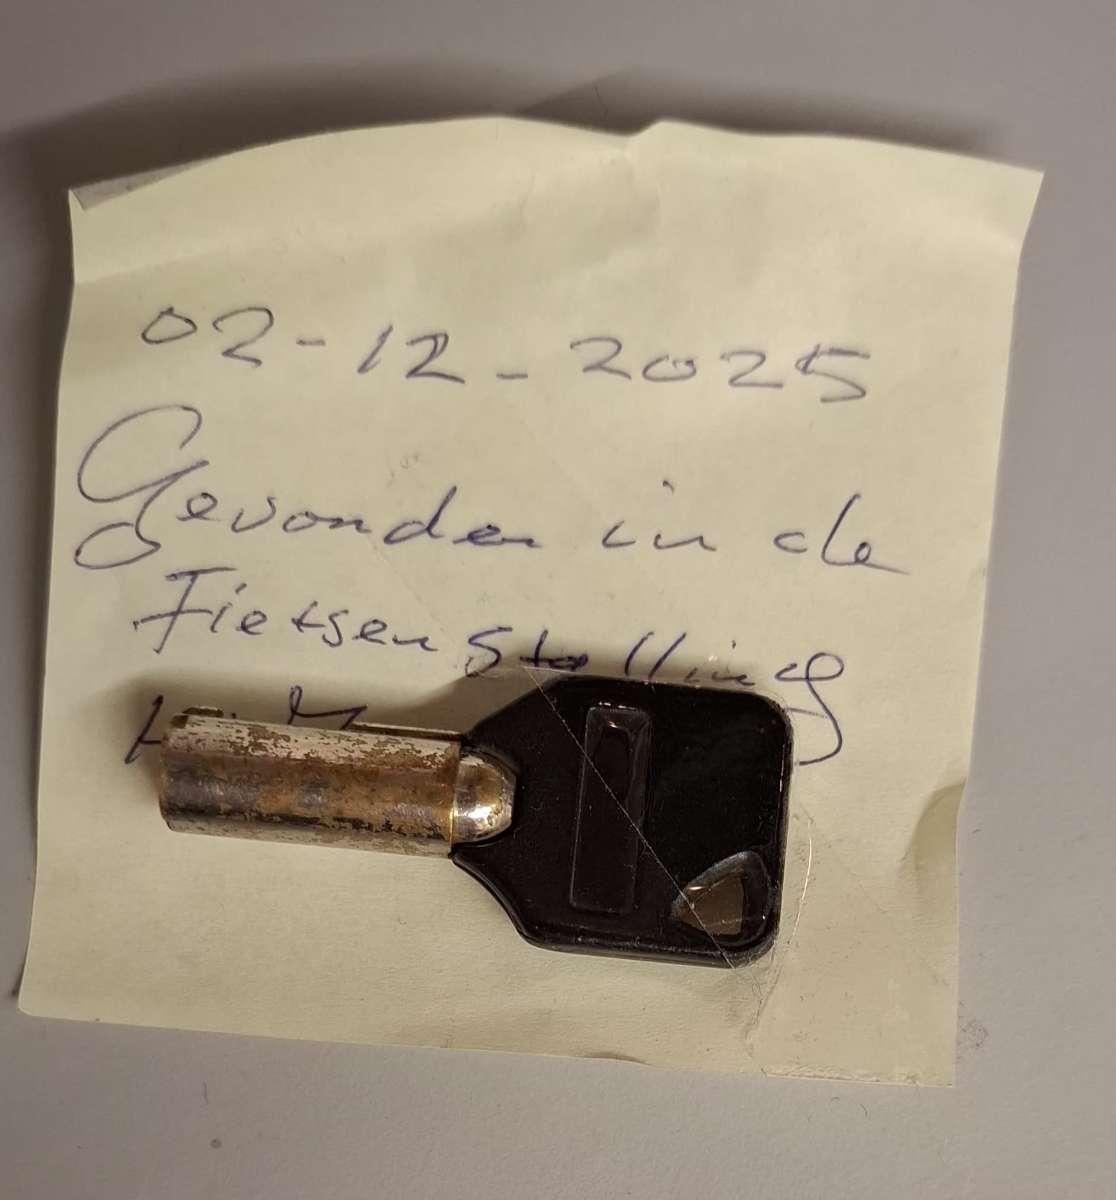 02-12-2025
Gevonden in de
Fietsenstalling